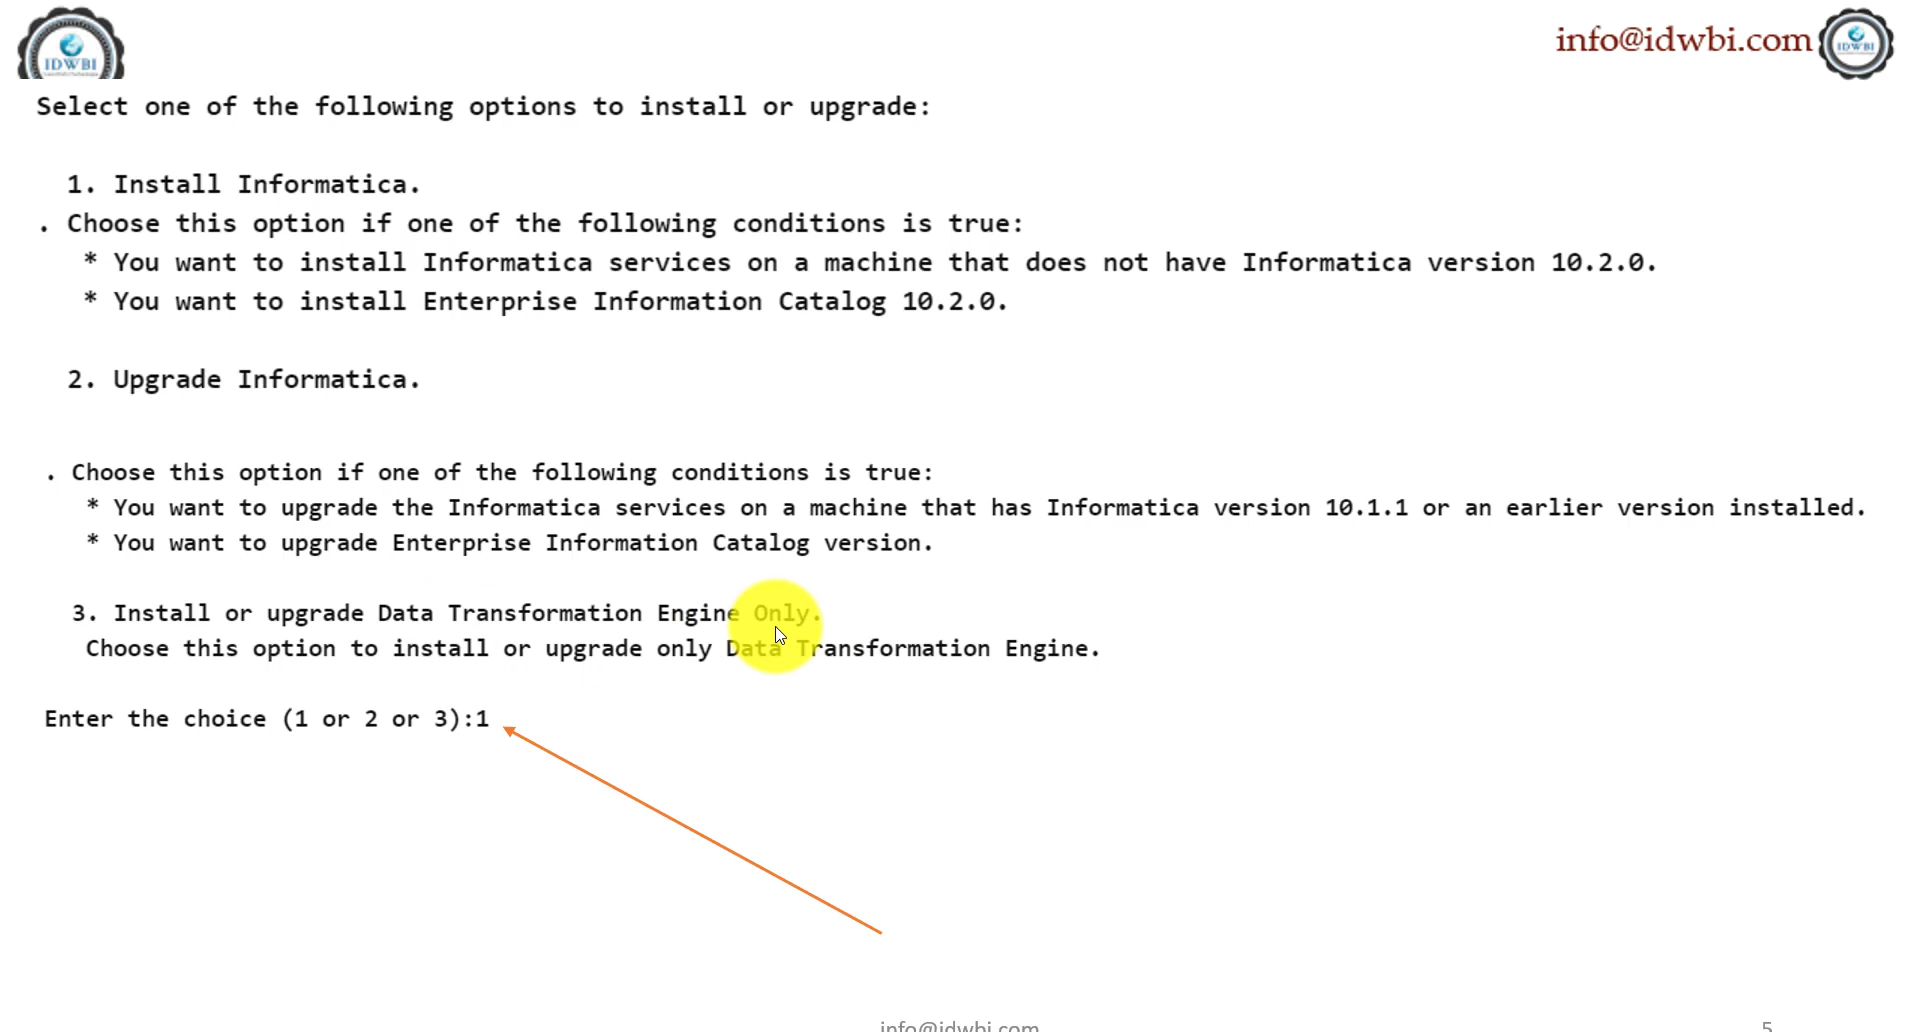 IDWBI
info@idwbi.com
IDWBI
Select one of the following options to install or upgrade:
1. Install Informatica.
. Choose this option if one of the following conditions is true:
* You want to install Informatica services on a machine that does not have Informatica version 10.2.0.
* You want to install Enterprise Information Catalog 10.2.0.
2. Upgrade Informatica.
. Choose this option if one of the following conditions is true:
* You want to upgrade the Informatica services on a machine that has Informatica version 10.1.1 or an earlier version installed.
* You want to upgrade Enterprise Information Catalog version.
3. Install or upgrade Data Transformation Engine Only.
Choose this option to install or upgrade only Data Transformation Engine.
Enter the choice (1 or 2 or 3):1
info@idwbi.com
5